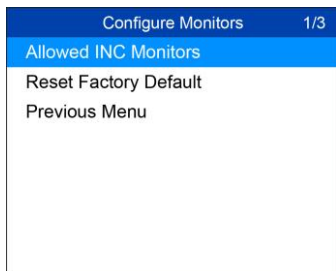 Configure Monitors 1/3
Allowed INC Monitors
Reset Factory Default
Previous Menu